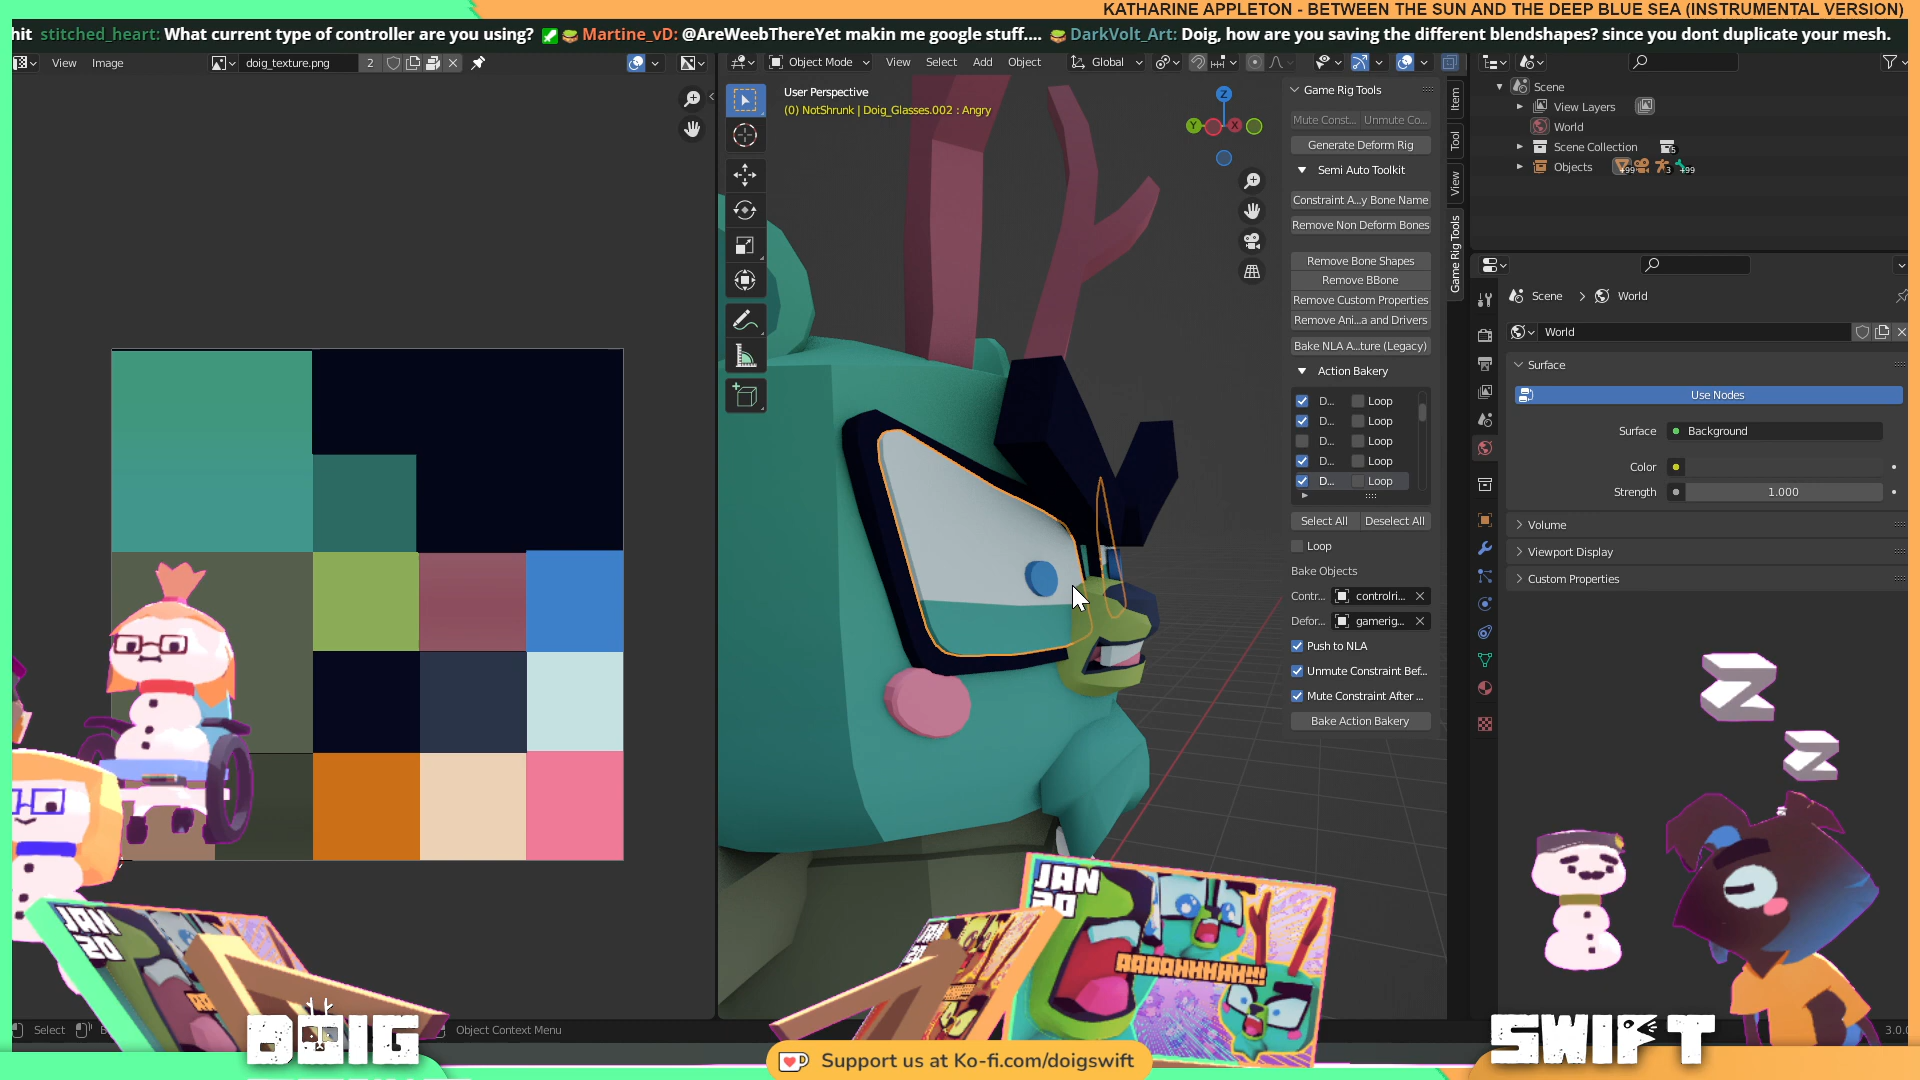 KATHARINE APPLETON - BETWEEN THE SUN AND THE DEEP BLUE SEA (INSTRUMENTAL VERSION)
hit stitched_heart: What current type of controller are you using? Martine_vD: @AreWeebThereYet makin me google stuff.... DarkVolt_Art: Doig, how are you saving the different blendshapes? since you dont duplicate your mesh.
View Image doig_texture.png 2
Object Mode View Select Add Object Global
User Perspective
(0) NotShrunk | Doig_Glasses.002 : Angry
Z
Y
X
Game Rig Tools
Mute Const... Unmute Co...
Generate Deform Rig
Semi Auto Toolkit
Constraint A...y Bone Name
Remove Non Deform Bones
Remove Bone Shapes
Remove BBone
Remove Custom Properties
Remove Ani...a and Drivers
Bake NLA A...ture (Legacy)
Action Bakery
D... Loop
D... Loop
D... Loop
D... Loop
D... Loop
Select All Deselect All
Loop
Bake Objects
Contr... controlri...
Defor... gamerig...
Push to NLA
Unmute Constraint Bef...
Mute Constraint After ...
Bake Action Bakery
Item
Tool
View
Game Rig Tools
Scene
View Layers
World
Scene Collection 5
Objects +99 3 +99
Scene > World
World
Surface
Use Nodes
Surface Background
Color
Strength 1.000
Volume
Viewport Display
Custom Properties
Z
Z
JAN
20
JAN
20
AAAAHHHHH!!!
Select
Object Context Menu
3.0.0
DOIG
Support us at Ko-fi.com/doigswift
SWIFT